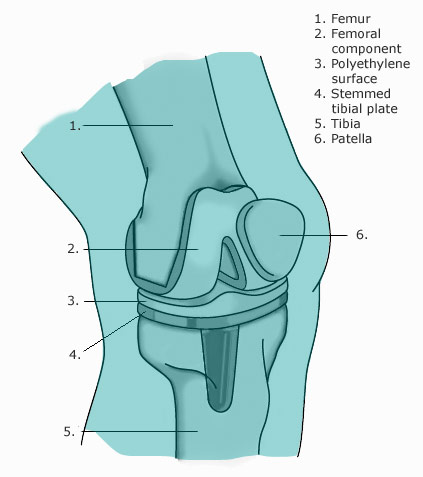 1. Femur
2. Femoral
component
3. Polyethylene
surface
4. Stemmed
tibial plate
5. Tibia
6. Patella
1.
2.
6.
3.
4.
5.